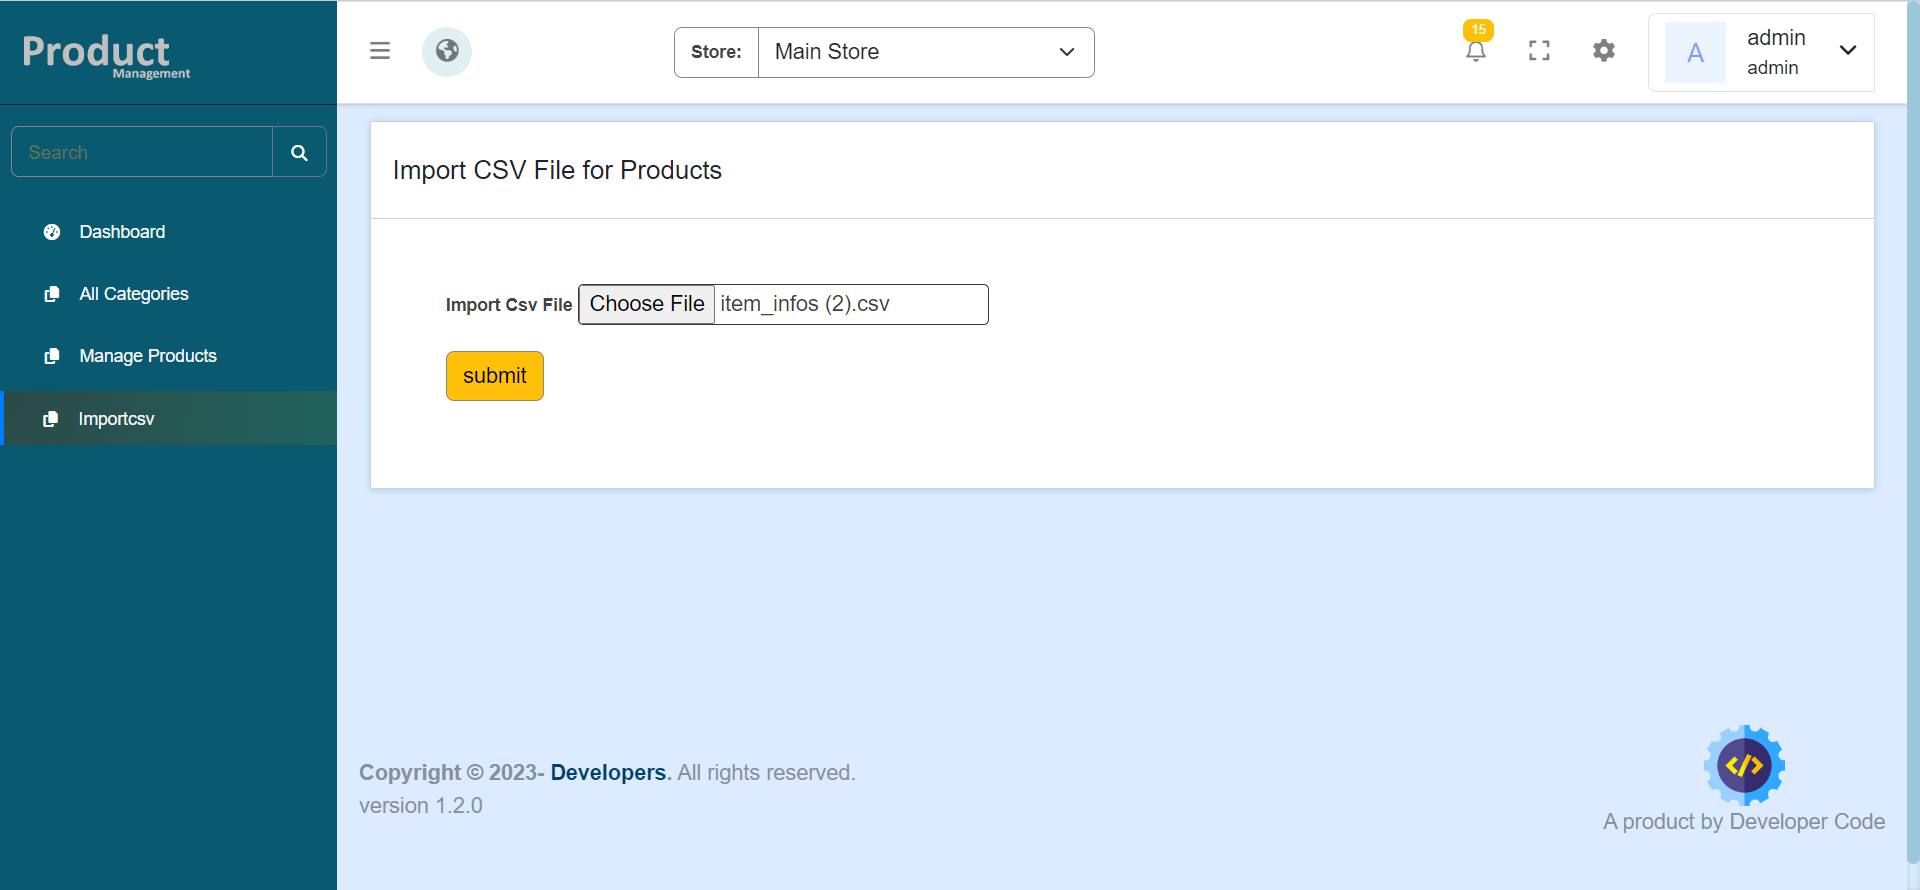 Product
Management
Search
Dashboard
All Categories
Manage Products
Importcsv
Store: Main Store
15
A
admin
admin
Import CSV File for Products
Import Csv File Choose File item_infos (2).csv
submit
Copyright © 2023- Developers. All rights reserved.
version 1.2.0
</>
A product by Developer Code